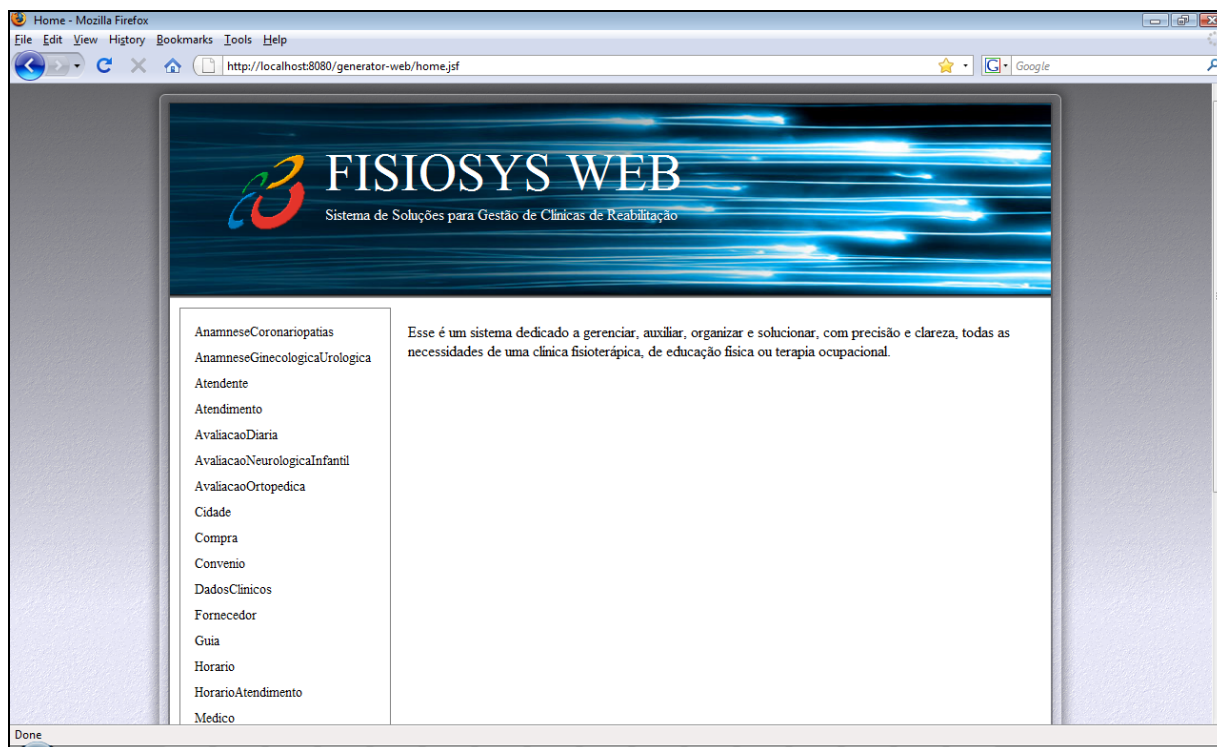 Home - Mozilla Firefox
File Edit View History Bookmarks Tools Help
http://localhost:8080/generator-web/home.jsf
G Google
FISIOSYS WEB
Sistema de Soluções para Gestão de Clínicas de Reabilitação
AnamneseCoronariopatias
AnamneseGinecologicaUrologica
Atendente
Atendimento
AvaliacaoDiaria
AvaliacaoNeurologicaInfantil
AvaliacaoOrtopedica
Cidade
Compra
Convenio
DadosClinicos
Fornecedor
Guia
Horario
HorarioAtendimento
Medico
Esse é um sistema dedicado a gerenciar, auxiliar, organizar e solucionar, com precisão e clareza, todas as
necessidades de uma clínica fisioterápica, de educação física ou terapia ocupacional.
Done